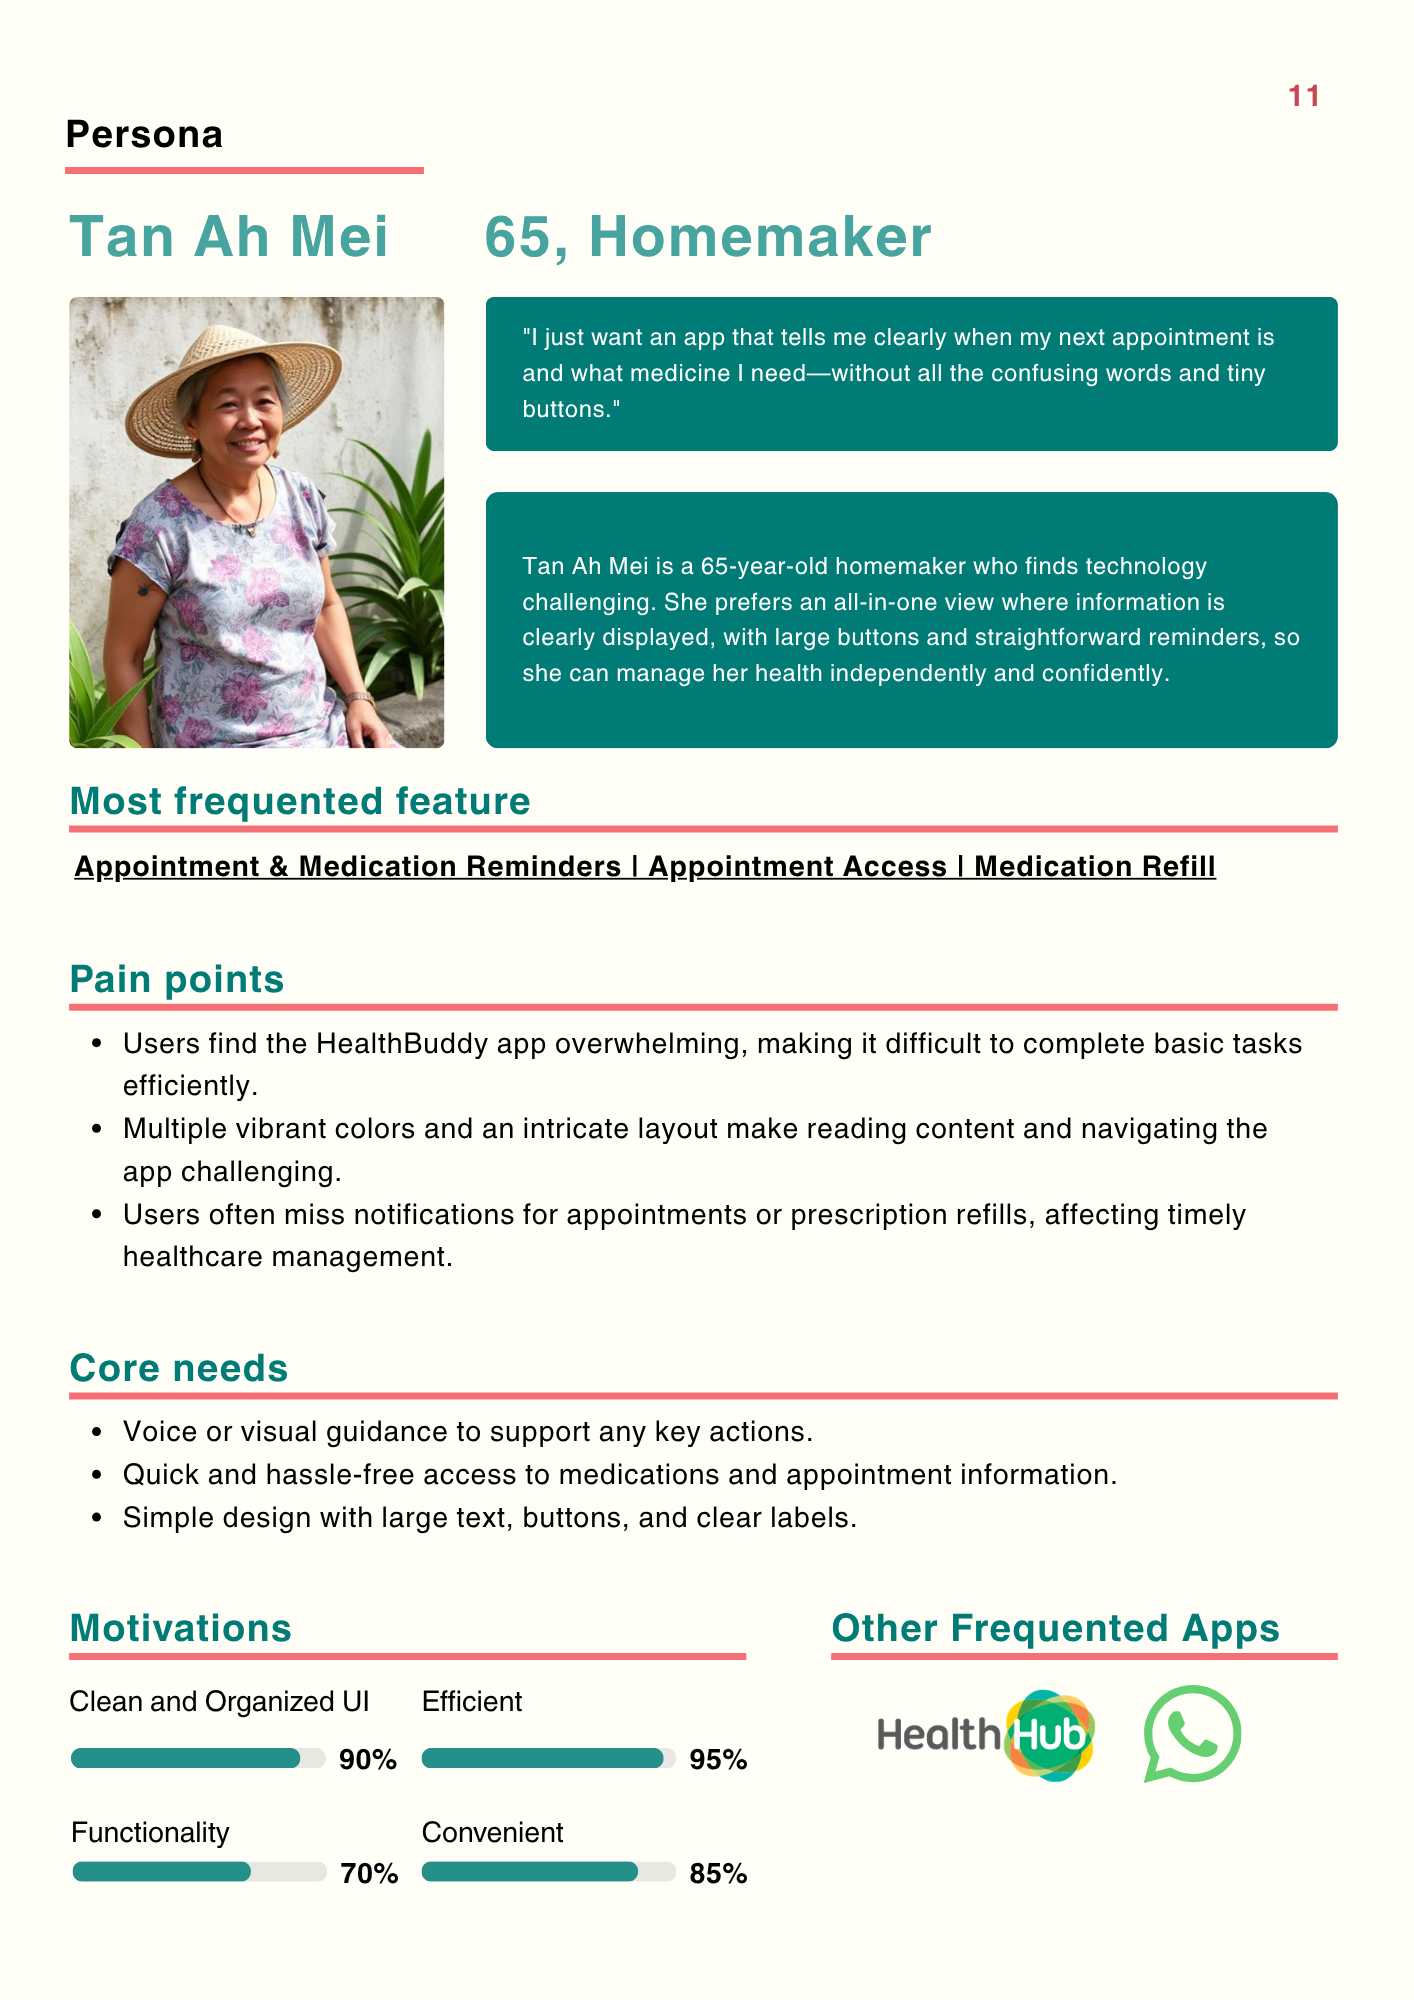 11
Persona
Tan Ah Mei
65, Homemaker
"I just want an app that tells me clearly when my next appointment is
and what medicine I need—without all the confusing words and tiny
buttons."
Tan Ah Mei is a 65-year-old homemaker who finds technology
challenging. She prefers an all-in-one view where information is
clearly displayed, with large buttons and straightforward reminders, so
she can manage her health independently and confidently.
Most frequented feature
Appointment & Medication Reminders | Appointment Access | Medication Refill
Pain points
• Users find the HealthBuddy app overwhelming, making it difficult to complete basic tasks
efficiently.
• Multiple vibrant colors and an intricate layout make reading content and navigating the
app challenging.
• Users often miss notifications for appointments or prescription refills, affecting timely
healthcare management.
Core needs
• Voice or visual guidance to support any key actions.
• Quick and hassle-free access to medications and appointment information.
• Simple design with large text, buttons, and clear labels.
Motivations
Clean and Organized UI
90%
Efficient
95%
Functionality
70%
Convenient
85%
Other Frequented Apps
HealthHub